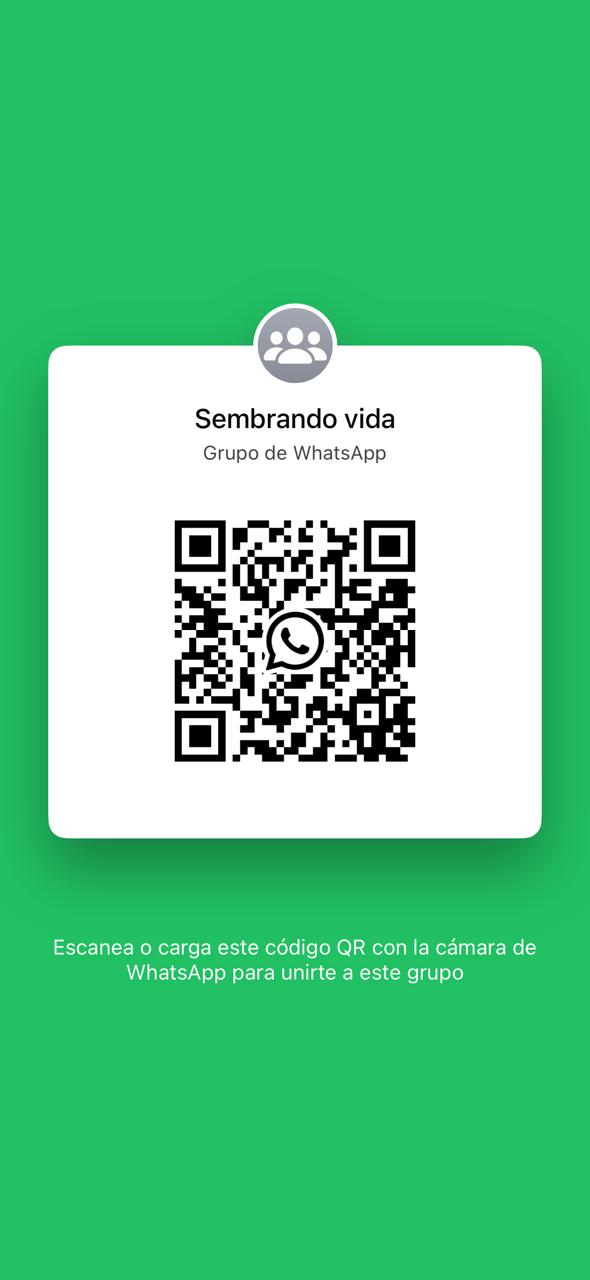 Sembrando vida
Grupo de WhatsApp
Escanea o carga este código QR con la cámara de
WhatsApp para unirte a este grupo